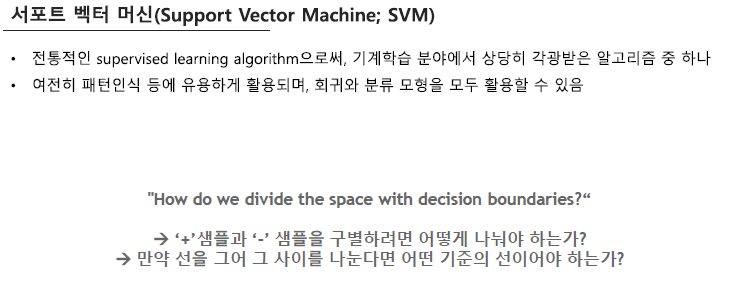 서포트 벡터 머신(Support Vector Machine; SVM)
• 전통적인 supervised learning algorithm으로써, 기계학습 분야에서 상당히 각광받은 알고리즘 중 하나
• 여전히 패턴인식 등에 유용하게 활용되며, 회귀와 분류 모형을 모두 활용할 수 있음
"How do we divide the space with decision boundaries?“
→ ‘+’샘플과 ‘-’ 샘플을 구별하려면 어떻게 나눠야 하는가?
→ 만약 선을 그어 그 사이를 나눈다면 어떤 기준의 선이어야 하는가?